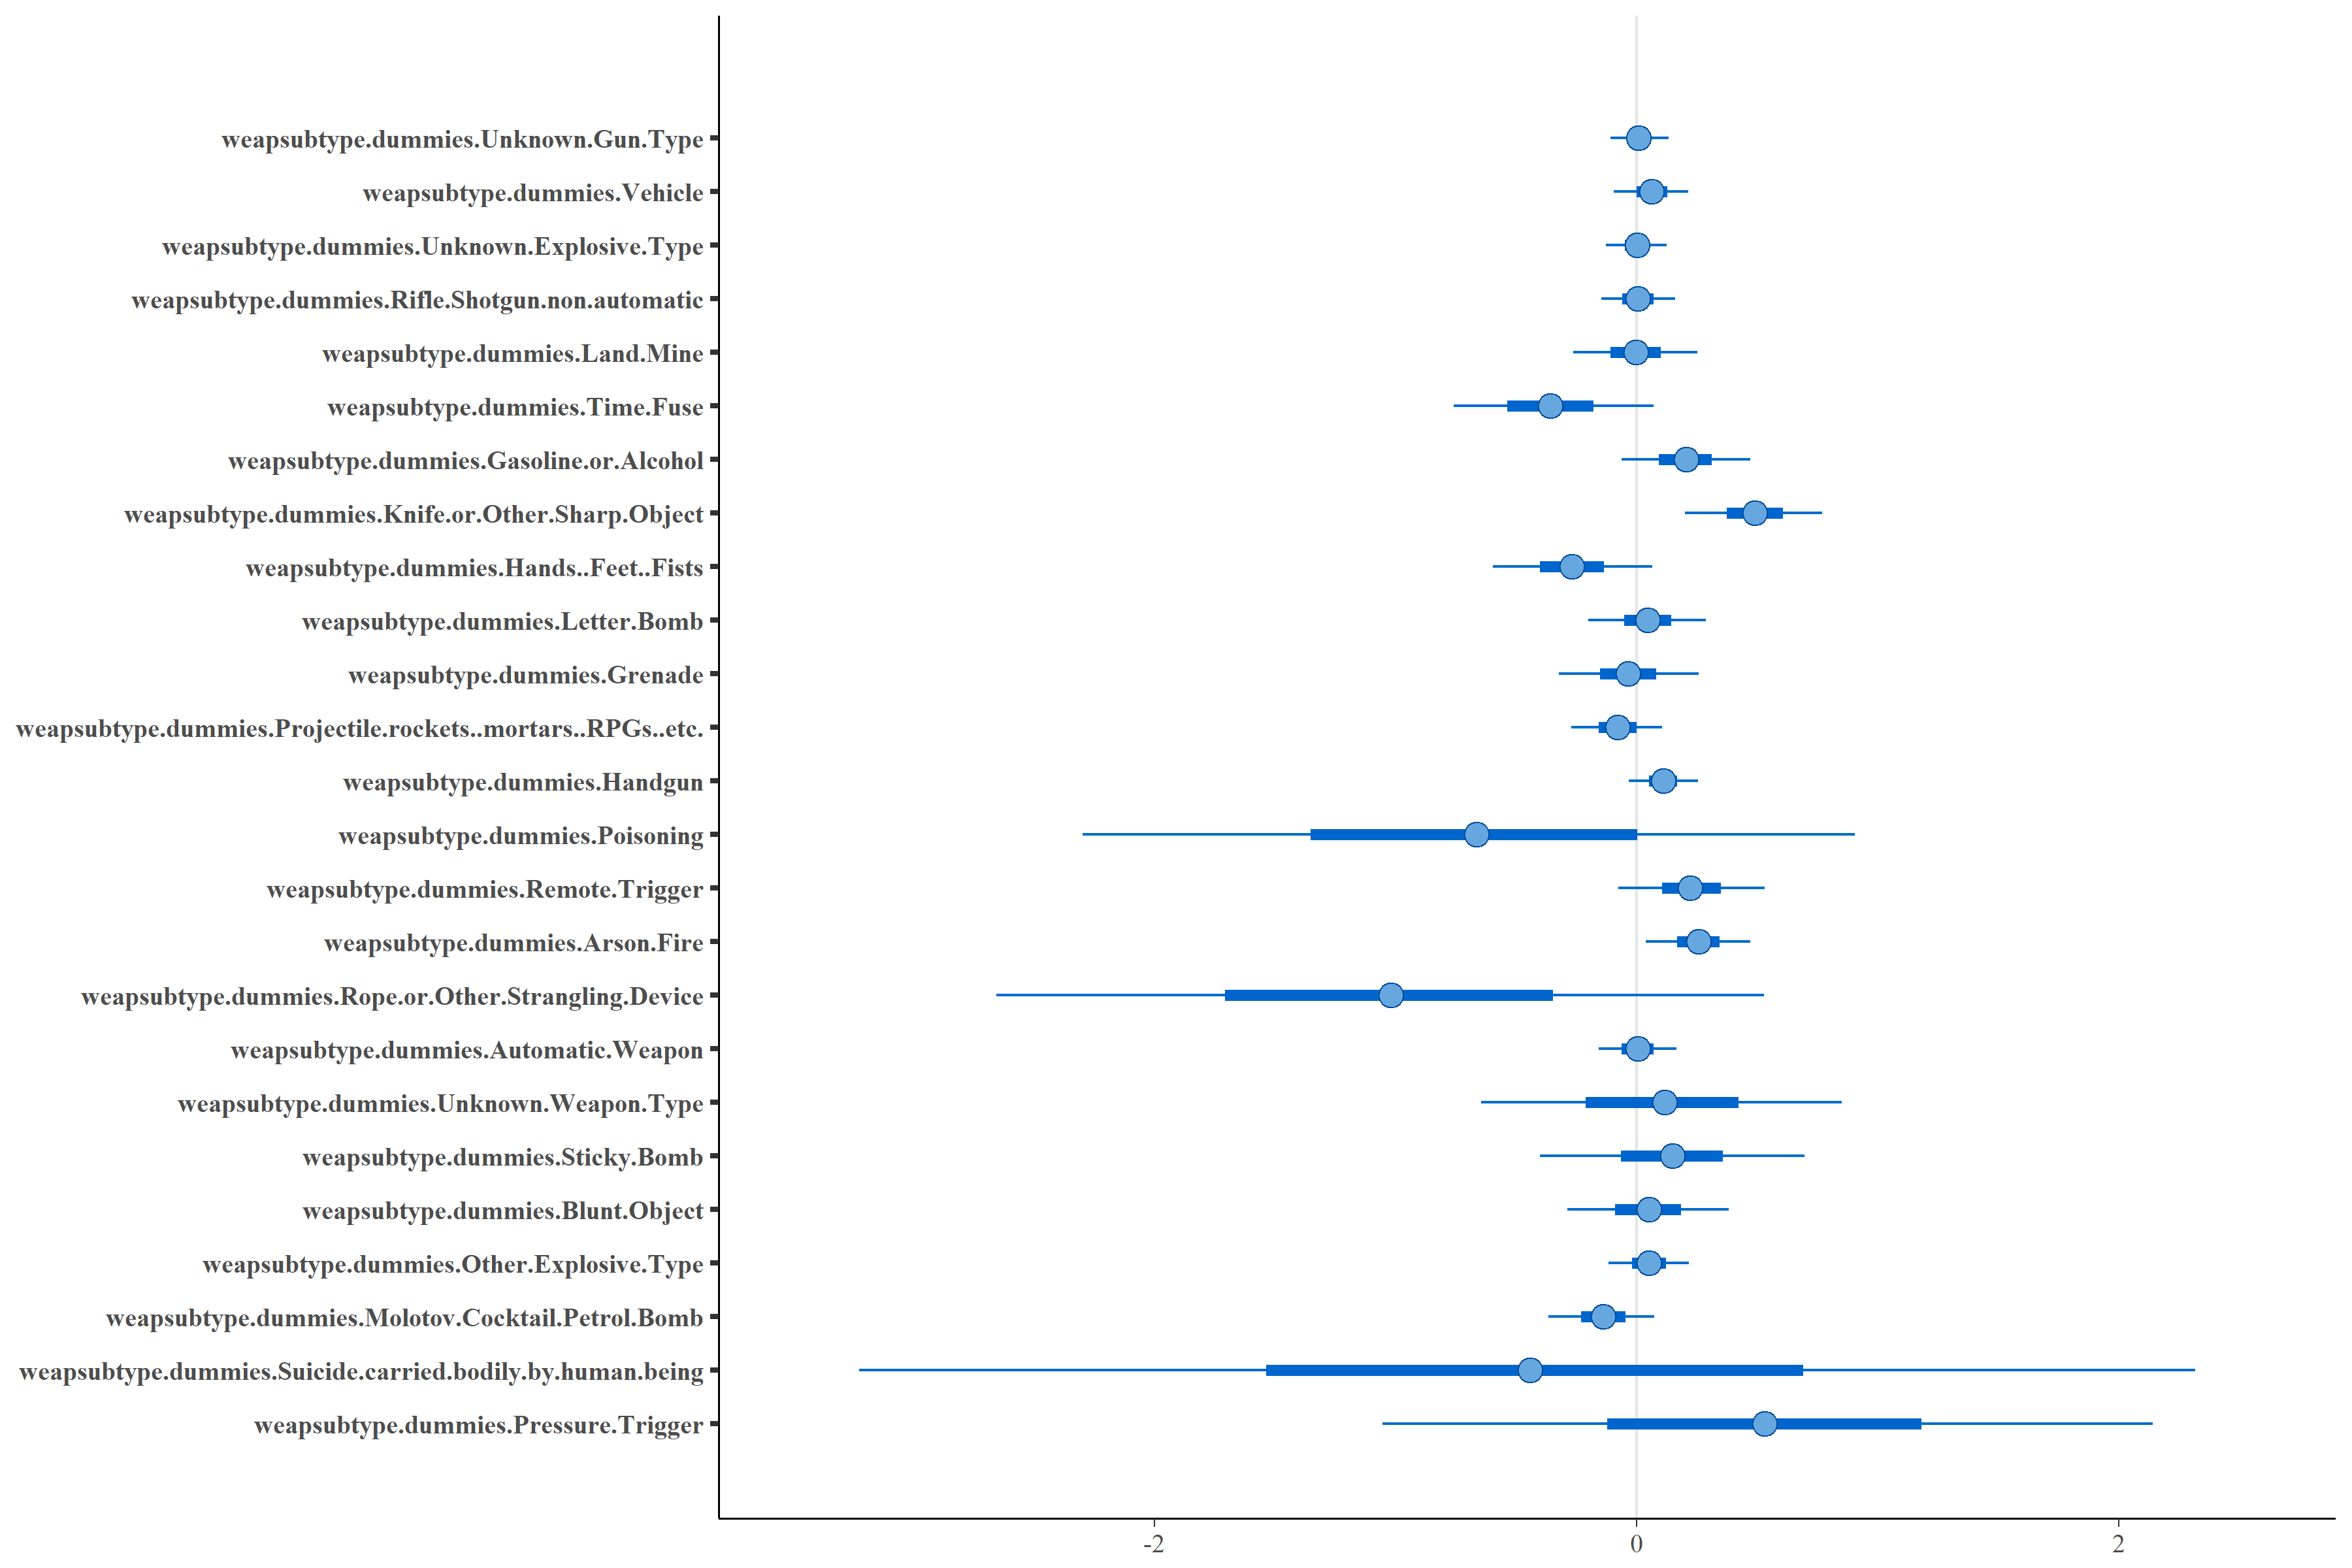 weapsubtype.dummies.Unknown.Gun.Type
weapsubtype.dummies.Vehicle
weapsubtype.dummies.Unknown.Explosive.Type
weapsubtype.dummies.Rifle.Shotgun.non.automatic
weapsubtype.dummies.Land.Mine
weapsubtype.dummies.Time.Fuse
weapsubtype.dummies.Gasoline.or.Alcohol
weapsubtype.dummies.Knife.or.Other.Sharp.Object
weapsubtype.dummies.Hands..Feet..Fists
weapsubtype.dummies.Letter.Bomb
weapsubtype.dummies.Grenade
weapsubtype.dummies.Projectile.rockets..mortars..RPGs..etc.
weapsubtype.dummies.Handgun
weapsubtype.dummies.Poisoning
weapsubtype.dummies.Remote.Trigger
weapsubtype.dummies.Arson.Fire
weapsubtype.dummies.Rope.or.Other.Strangling.Device
weapsubtype.dummies.Automatic.Weapon
weapsubtype.dummies.Unknown.Weapon.Type
weapsubtype.dummies.Sticky.Bomb
weapsubtype.dummies.Blunt.Object
weapsubtype.dummies.Other.Explosive.Type
weapsubtype.dummies.Molotov.Cocktail.Petrol.Bomb
weapsubtype.dummies.Suicide.carried.bodily.by.human.being
weapsubtype.dummies.Pressure.Trigger
-2 0 2